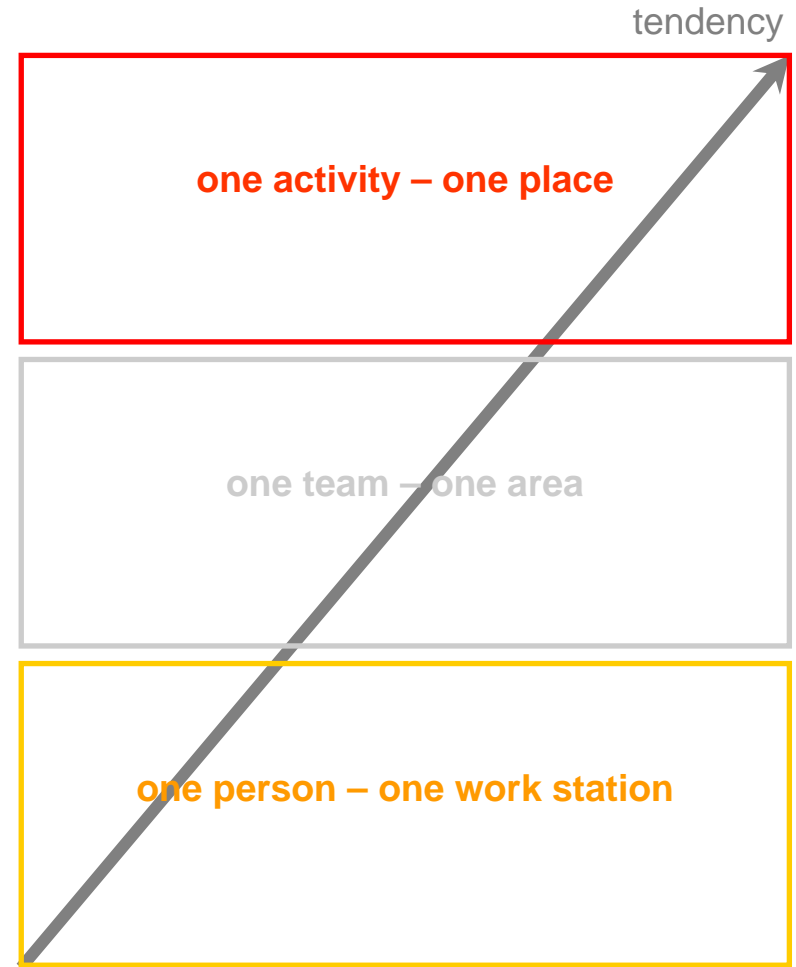 tendency
one activity – one place
one team – one area
one person – one work station